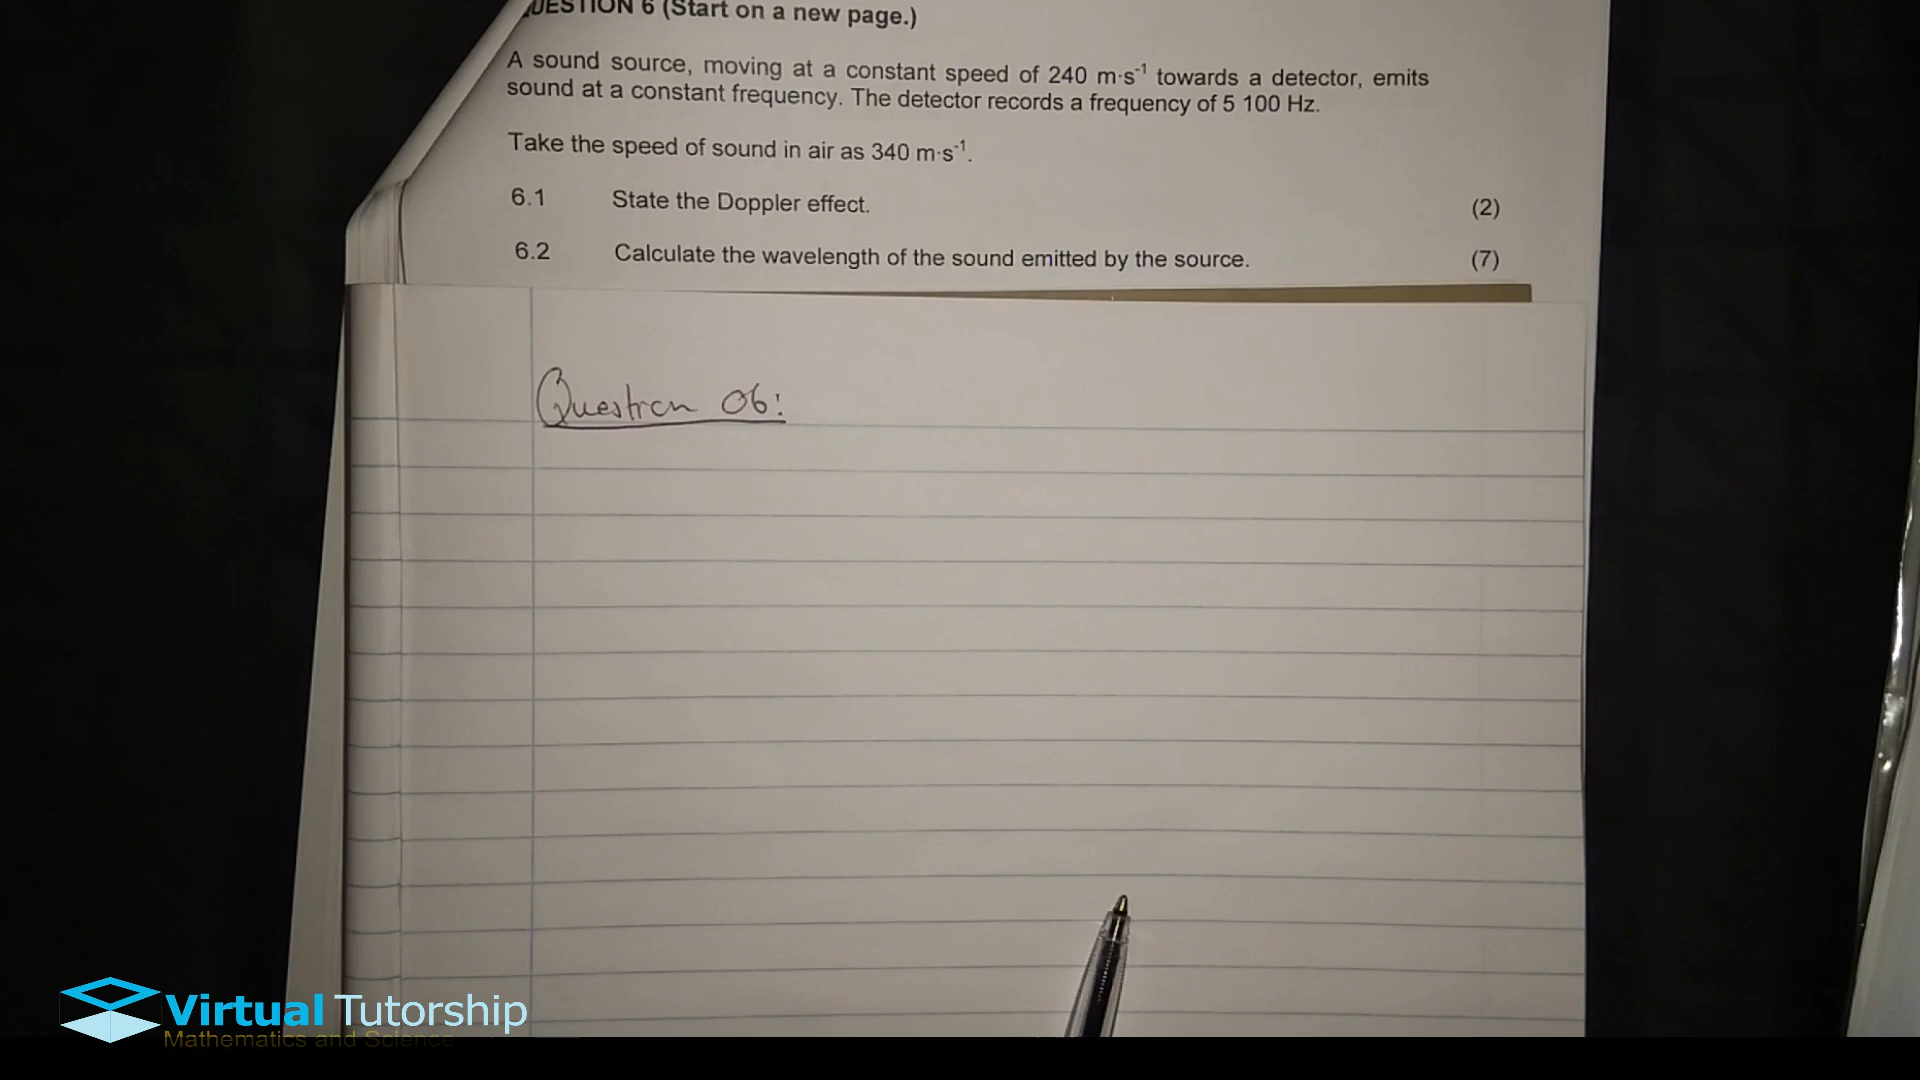 QUESTION 6 (Start on a new page.)
A sound source, moving at a constant speed of 240 m·s⁻¹ towards a detector, emits
sound at a constant frequency. The detector records a frequency of 5 100 Hz.
Take the speed of sound in air as 340 m·s⁻¹.
6.1 State the Doppler effect. (2)
6.2 Calculate the wavelength of the sound emitted by the source. (7)
Question 06:
Virtual Tutorship
Mathematics and Science